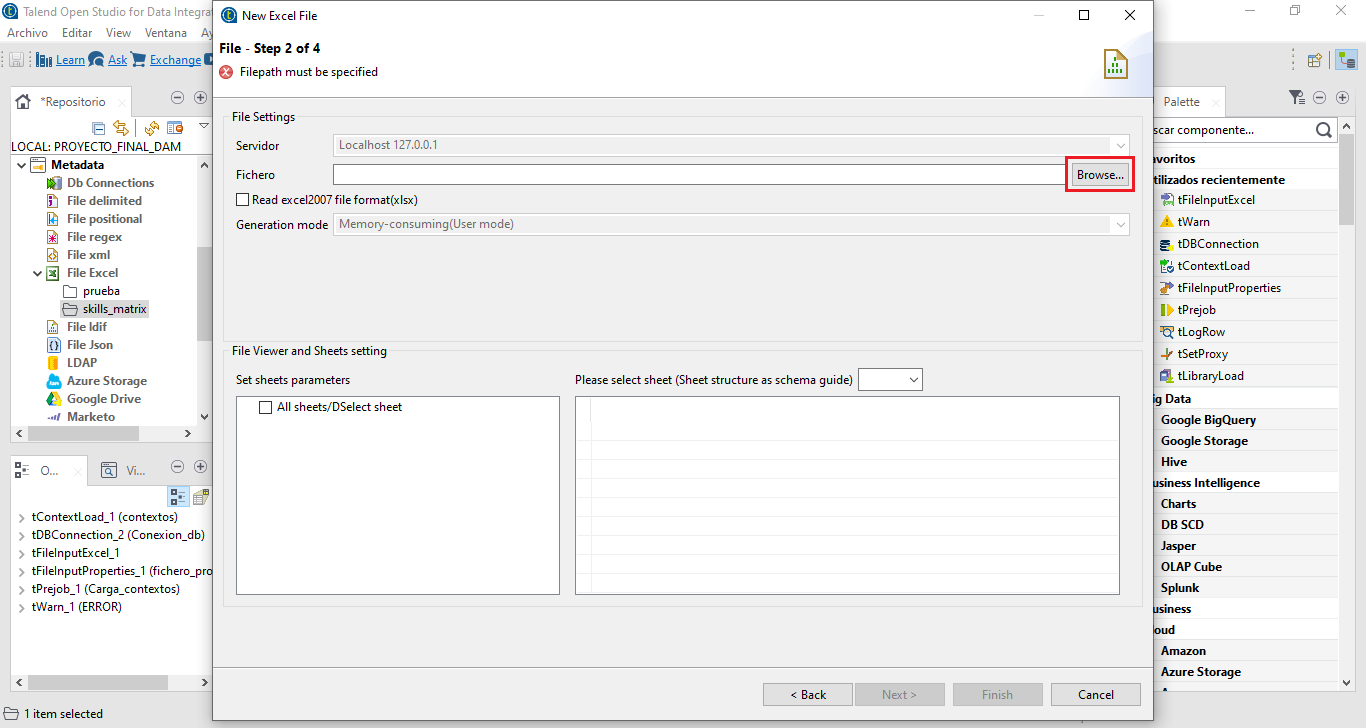 Talend Open Studio for Data Integrat
Archivo Editar View Ventana Ay
Learn Ask Exchange
*Repositorio
LOCAL: PROYECTO_FINAL_DAM
Metadata
Db Connections
File delimited
File positional
File regex
File xml
File Excel
prueba
skills_matrix
File ldif
File Json
LDAP
Azure Storage
Google Drive
Marketo
O... Vi...
tContextLoad_1 (contextos)
tDBConnection_2 (Conexion_db)
tFileInputExcel_1
tFileInputProperties_1 (fichero_pro
tPrejob_1 (Carga_contextos)
tWarn_1 (ERROR)
1 item selected
New Excel File
File - Step 2 of 4
Filepath must be specified
File Settings
Servidor Localhost 127.0.0.1
Fichero Browse...
Read excel2007 file format(xlsx)
Generation mode Memory-consuming(User mode)
File Viewer and Sheets setting
Set sheets parameters
Please select sheet (Sheet structure as schema guide)
All sheets/DSelect sheet
< Back Next > Finish Cancel
Palette
scar componente...
avoritos
tilizados recientemente
tFileInputExcel
tWarn
tDBConnection
tContextLoad
tFileInputProperties
tPrejob
tLogRow
tSetProxy
tLibraryLoad
ig Data
Google BigQuery
Google Storage
Hive
usiness Intelligence
Charts
DB SCD
Jasper
OLAP Cube
Splunk
usiness
loud
Amazon
Azure Storage